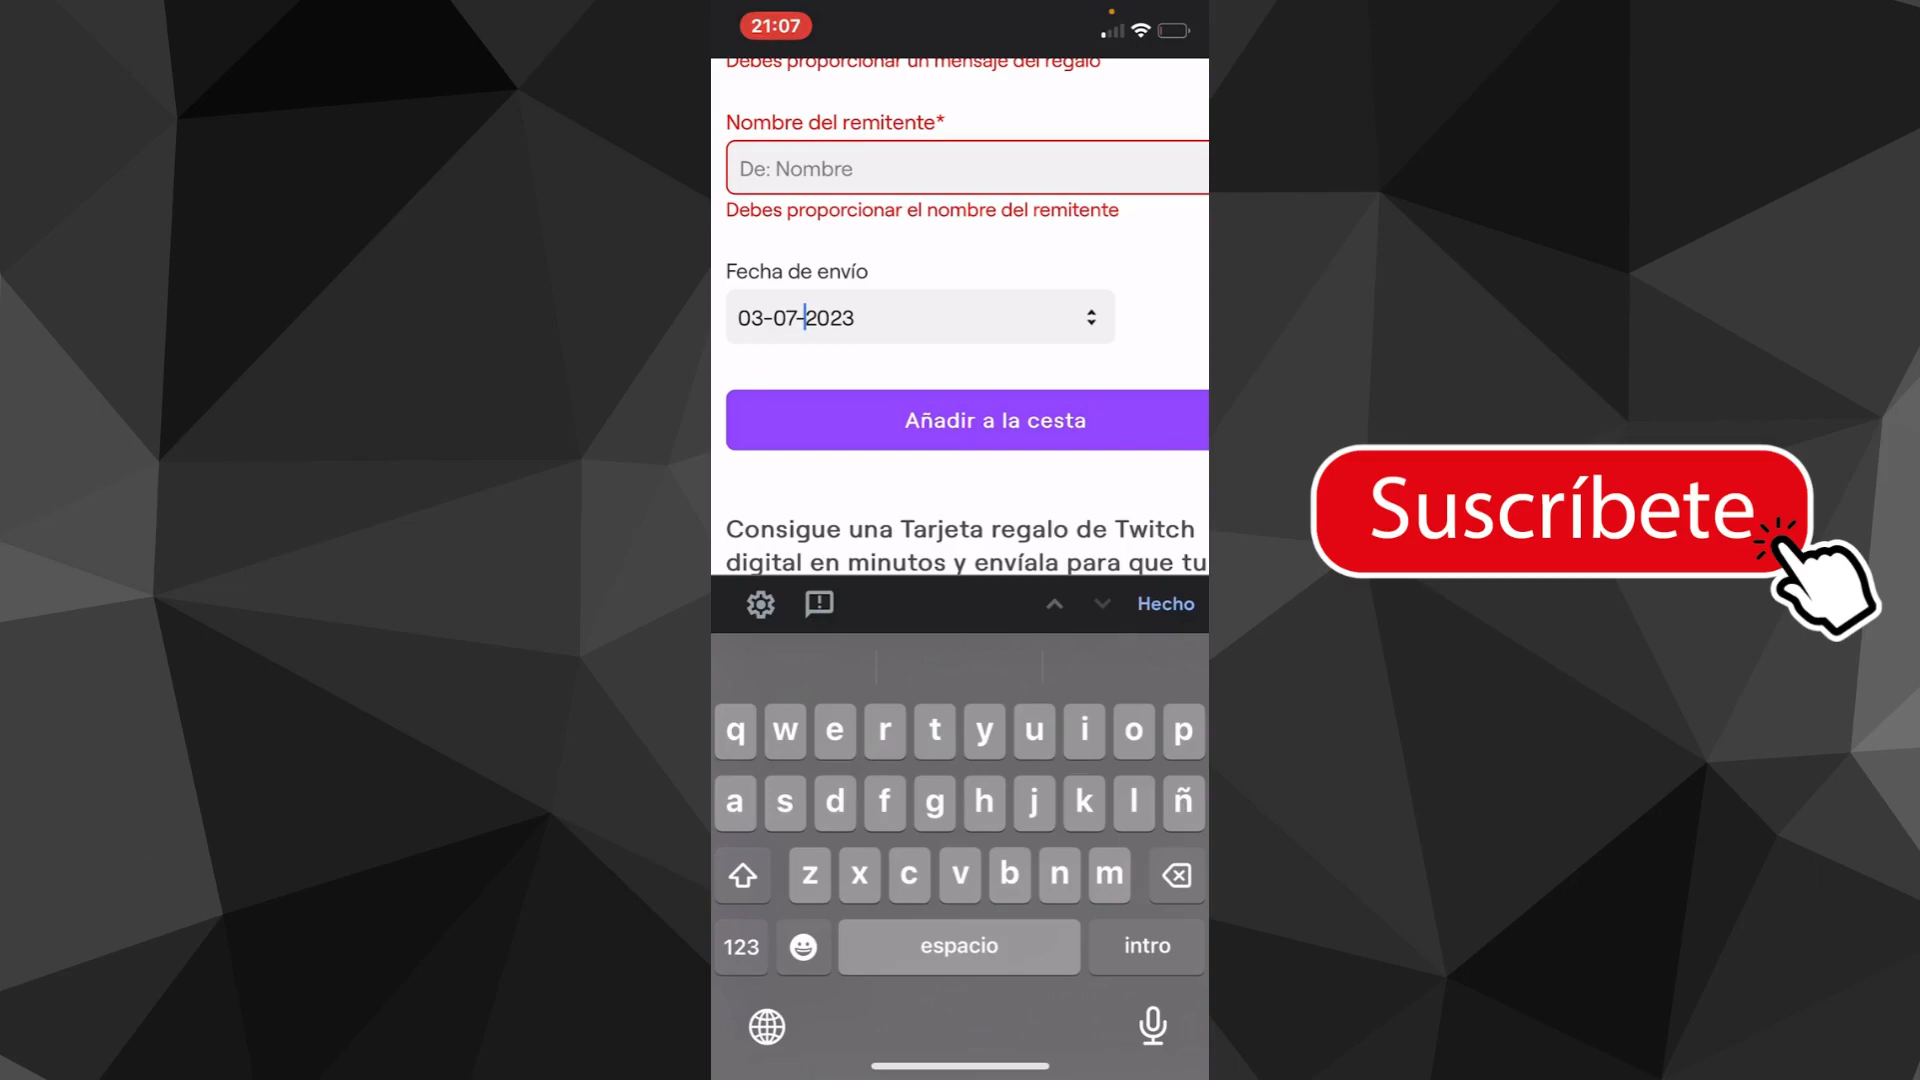 21:07
Debes proporcionar un mensaje del regalo
Nombre del remitente*
De: Nombre
Debes proporcionar el nombre del remitente
Fecha de envío
03-07-2023
Añadir a la cesta
Consigue una Tarjeta regalo de Twitch
digital en minutos y envíala para que tu
Hecho
q w e r t y u i o p
a s d f g h j k l ñ
z x c v b n m
123 espacio intro
Suscríbete